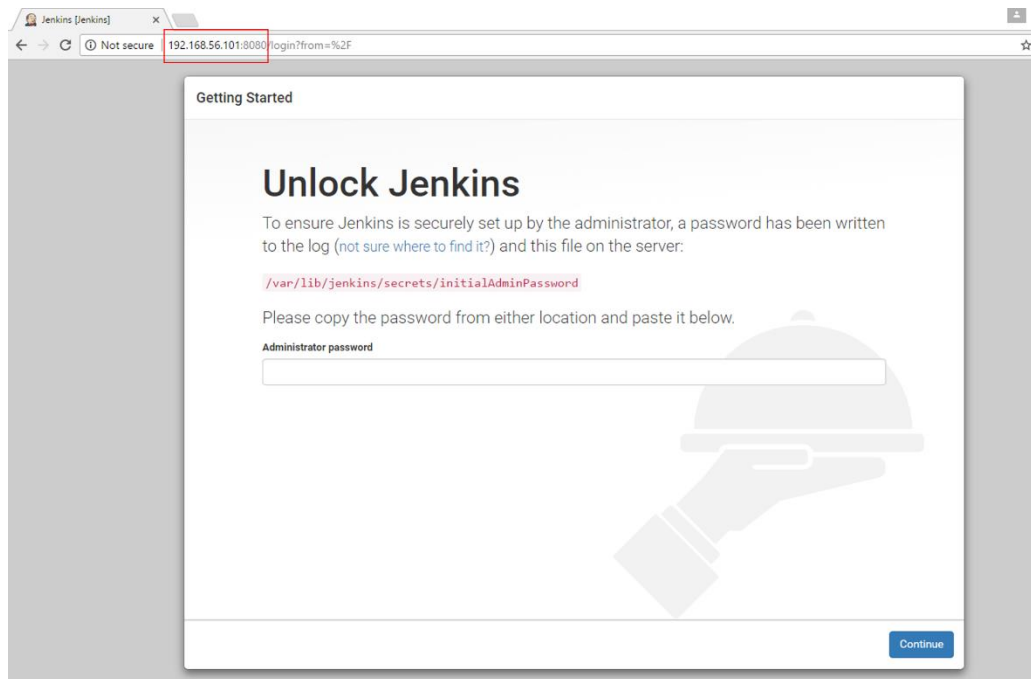 Jenkins [Jenkins]
Not secure | 192.168.56.101:8080/login?from=%2F
Getting Started
Unlock Jenkins
To ensure Jenkins is securely set up by the administrator, a password has been written
to the log (not sure where to find it?) and this file on the server:
/var/lib/jenkins/secrets/initialAdminPassword
Please copy the password from either location and paste it below.
Administrator password
Continue